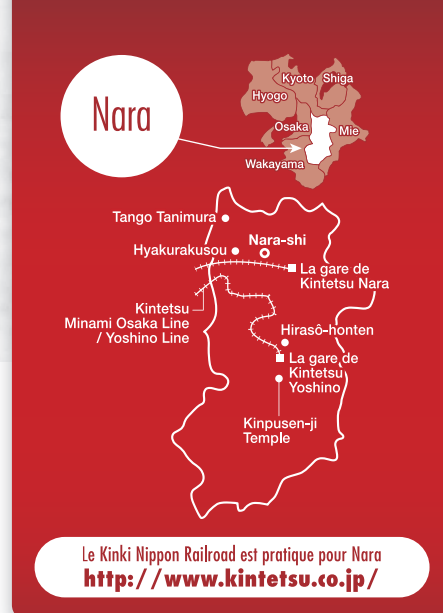 Nara
Kyoto
Shiga
Hyogo
Osaka
Mie
Wakayama
Tango Tanimura
Nara-shi
Hyakurakusou
La gare de
Kintetsu Nara
Kintetsu
Minami Osaka Line
/ Yoshino Line
Hirasô-honten
La gare de
Kintetsu
Yoshino
Kinpusen-ji
Temple
Le Kinki Nippon Railroad est pratique pour Nara
http://www.kintetsu.co.jp/